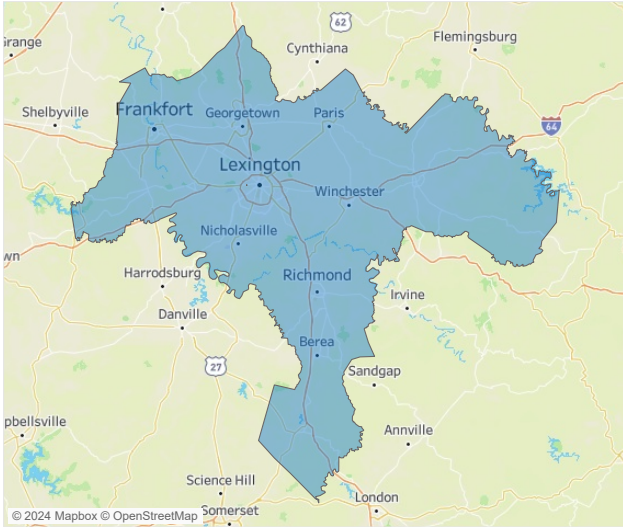 62
Cynthiana
Flemingsburg
Grange
Shelbyville
Frankfort
Georgetown
Paris
64
Lexington
Winchester
Nicholasville
wn
Harrodsburg
Richmond
Irvine
Danville
Berea
27
Sandgap
pbellsville
Annville
Science Hill
London
Somerset
© 2024 Mapbox © OpenStreetMap